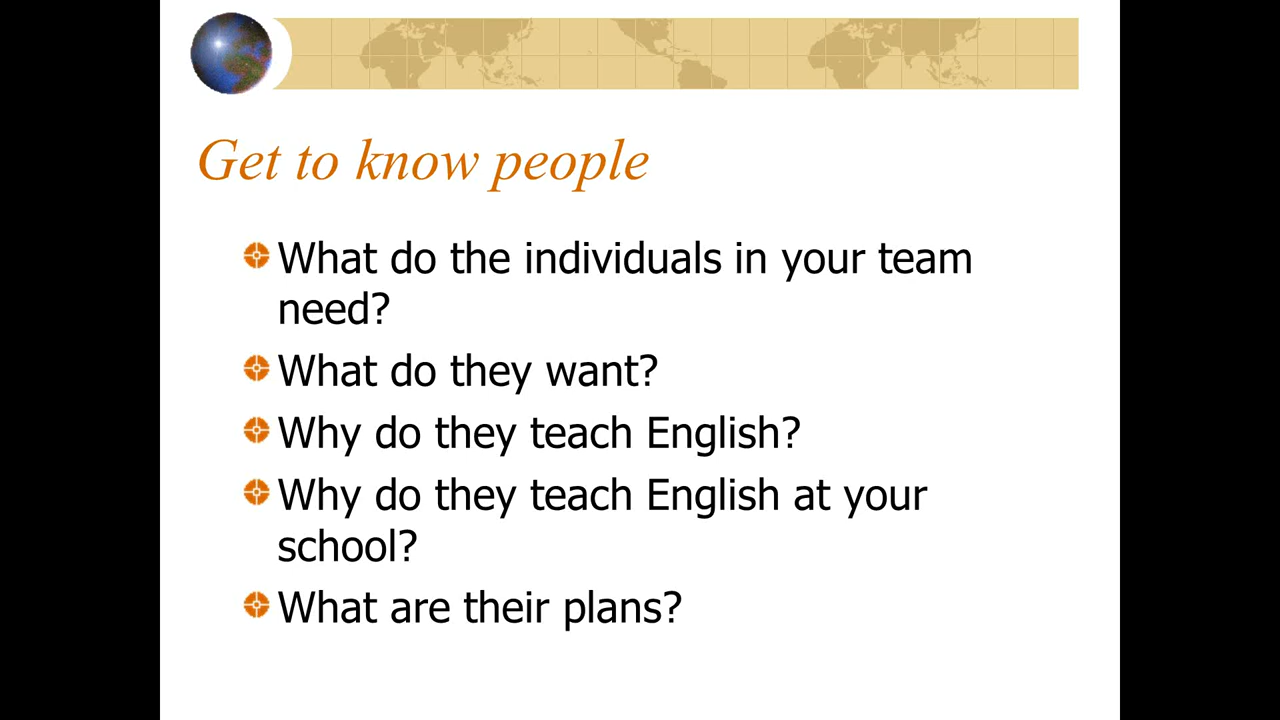 Get to know people
What do the individuals in your team
need?
What do they want?
Why do they teach English?
Why do they teach English at your
school?
What are their plans?